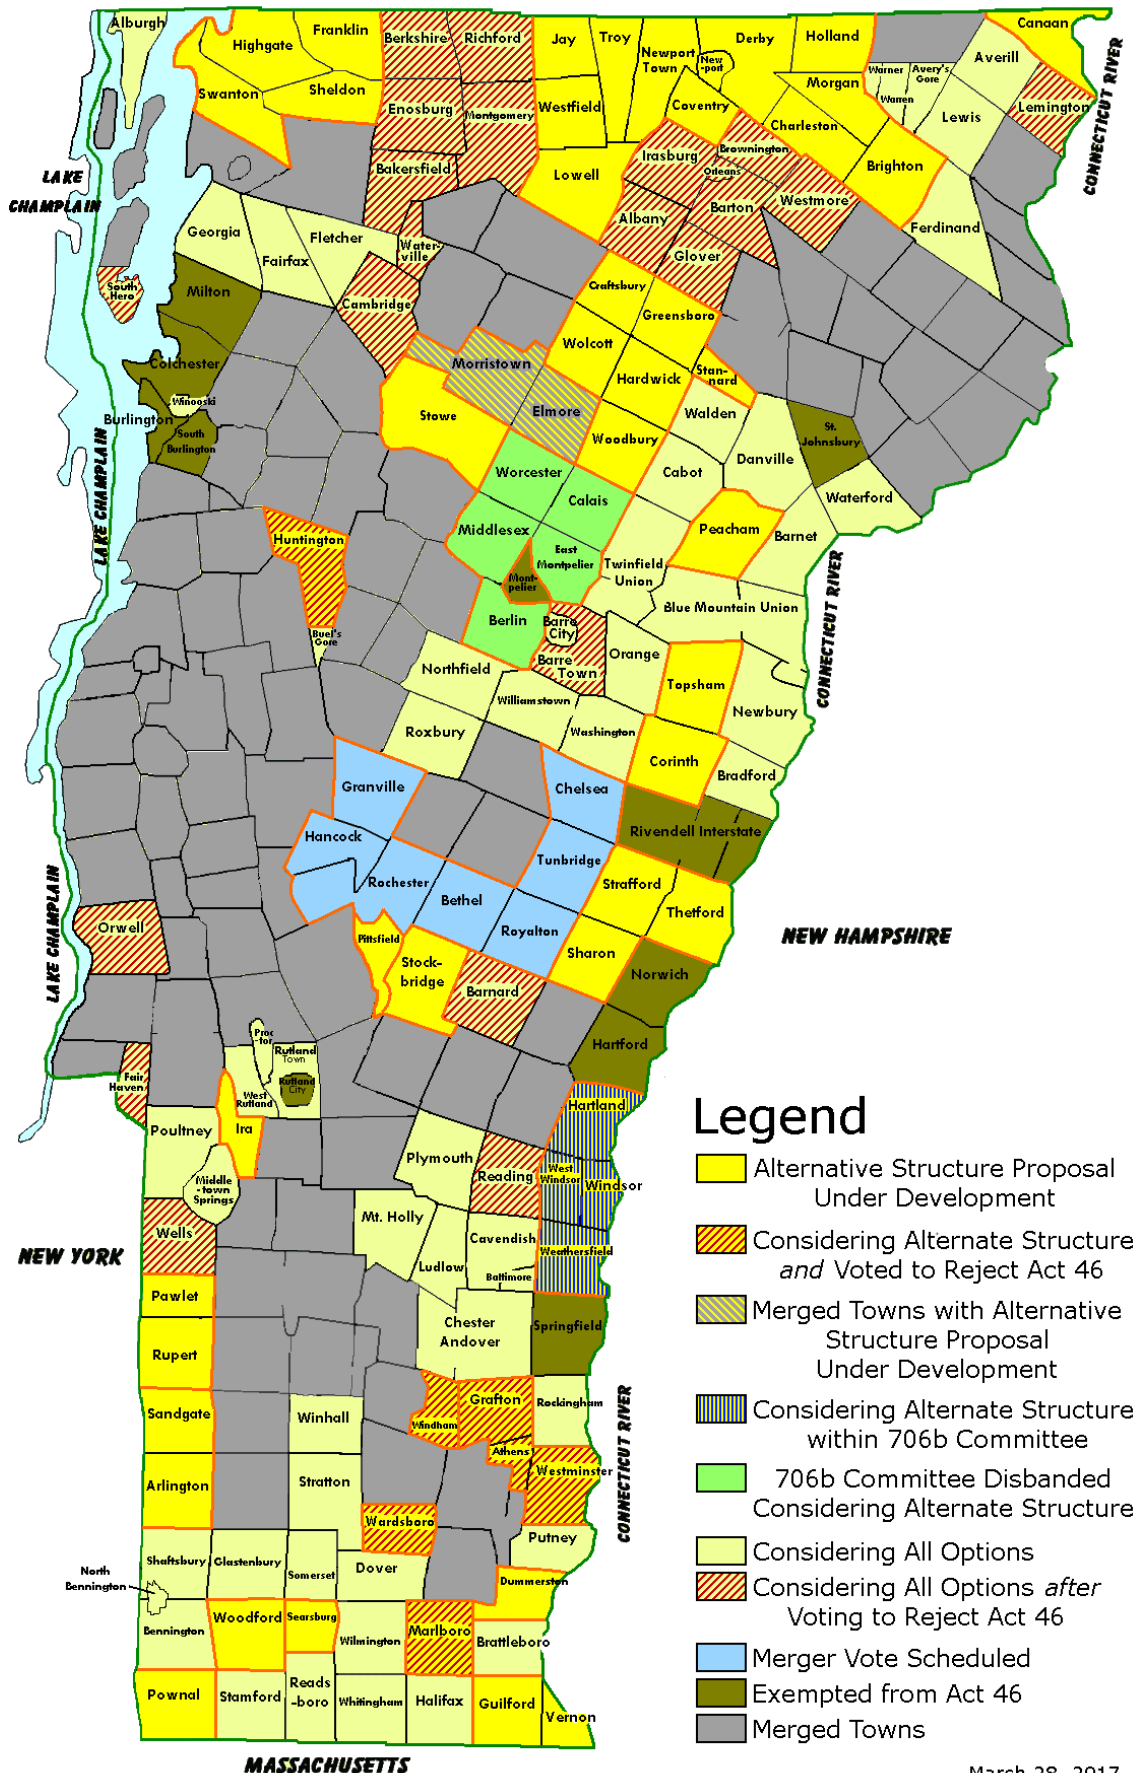 Alburgh
Franklin
Berkshire
Richford
Jay
Troy
Derby
Holland
Canaan
Highgate
Newport
Town
New
-port
Averill
Warner
Avery's
Gore
Swanton
Sheldon
Enosburg
Montgomery
Westfield
Coventry
Morgan
Warren
Lewis
Lemington
CONNECTICUT RIVER
Charleston
Irasburg
Brownington
Orleans
Brighton
Bakersfield
Lowell
LAKE
CHAMPLAIN
Albany
Barton
Westmore
Ferdinand
Georgia
Fletcher
Fairfax
Water-
ville
Glover
South
Hero
Milton
Cambridge
Craftsbury
Greensboro
Wolcott
Colchester
Morristown
Hardwick
Stan-
nard
Winooski
Burlington
South
Burlington
Stowe
Elmore
Woodbury
Walden
St.
Johnsbury
LAKE CHAMPLAIN
Worcester
Cabot
Danville
Calais
Waterford
Middlesex
Peacham
Barnet
Huntington
East
Montpelier
Twinfield
Union
Mont-
pelier
Blue Mountain Union
CONNECTICUT RIVER
Berlin
Barre
City
Buel's
Gore
Orange
Barre
Town
Northfield
Topsham
Williamstown
Newbury
Roxbury
Washington
Corinth
Bradford
Granville
Chelsea
Hancock
Rivendell Interstate
Tunbridge
Rochester
Strafford
Bethel
Thetford
LAKE CHAMPLAIN
Orwell
Royalton
Pittsfield
NEW HAMPSHIRE
Sharon
Stock-
bridge
Norwich
Barnard
Proc
-tor
Rutland
Town
Hartford
Fair
Haven
Rutland
City
West
Rutland
Hartland
Poultney
Ira
Plymouth
Reading
West
Windsor
Windsor
Middle
-town
Springs
Wells
Mt. Holly
Cavendish
Weathersfield
NEW YORK
Ludlow
Baltimore
Pawlet
Chester
Andover
Springfield
Rupert
Sandgate
Winhall
Windham
Grafton
Rockingham
Athens
Westminster
CONNECTICUT RIVER
Arlington
Stratton
Wardsboro
Putney
Shaftsbury
Glastenbury
Somerset
Dover
North
Bennington
Dummerston
Woodford
Searsburg
Bennington
Wilmington
Marlboro
Brattleboro
Pownal
Stamford
Reads
-boro
Whitingham
Halifax
Guilford
Vernon
MASSACHUSETTS
Legend
Alternative Structure Proposal
Under Development
Considering Alternate Structure
and Voted to Reject Act 46
Merged Towns with Alternative
Structure Proposal
Under Development
Considering Alternate Structure
within 706b Committee
706b Committee Disbanded
Considering Alternate Structure
Considering All Options
Considering All Options after
Voting to Reject Act 46
Merger Vote Scheduled
Exempted from Act 46
Merged Towns
March 28, 2017